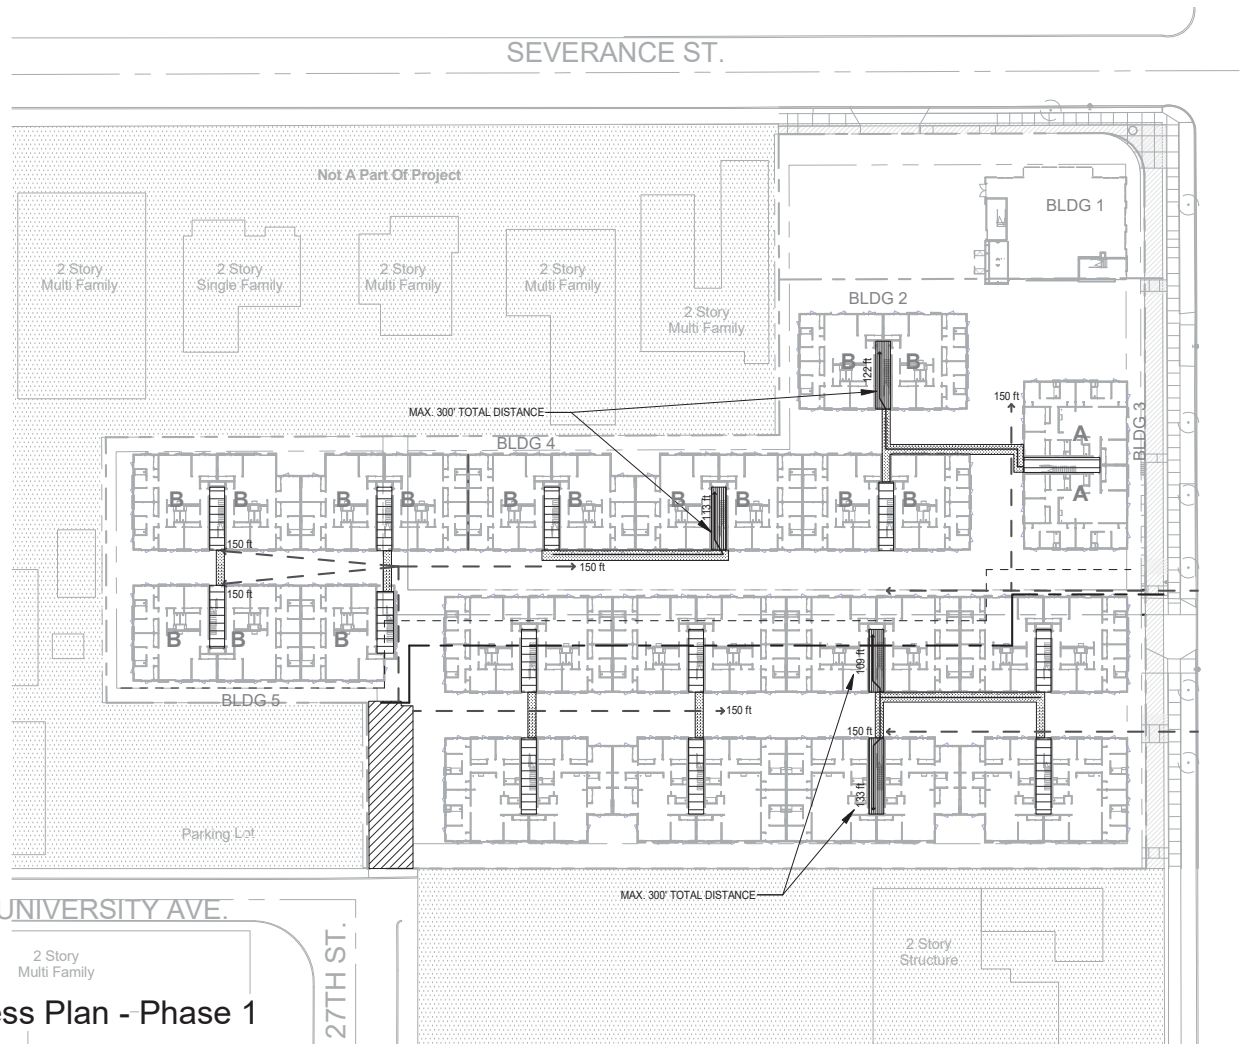 SEVERANCE ST.
Not A Part Of Project
BLDG 1
2 Story
Multi Family
2 Story
Single Family
2 Story
Multi Family
2 Story
Multi Family
2 Story
Multi Family
BLDG 2
B
B
122 ft
150 ft
MAX. 300' TOTAL DISTANCE
BLDG 3
A
A
BLDG 4
B
B
B
B
B
B
B
B
B
B
113 ft
150 ft
150 ft
150 ft
B
B
B
109 ft
BLDG 5
150 ft
150 ft
133 ft
Parking Lot
MAX. 300' TOTAL DISTANCE
UNIVERSITY AVE.
27TH ST.
2 Story
Multi Family
2 Story
Structure
ess Plan - Phase 1